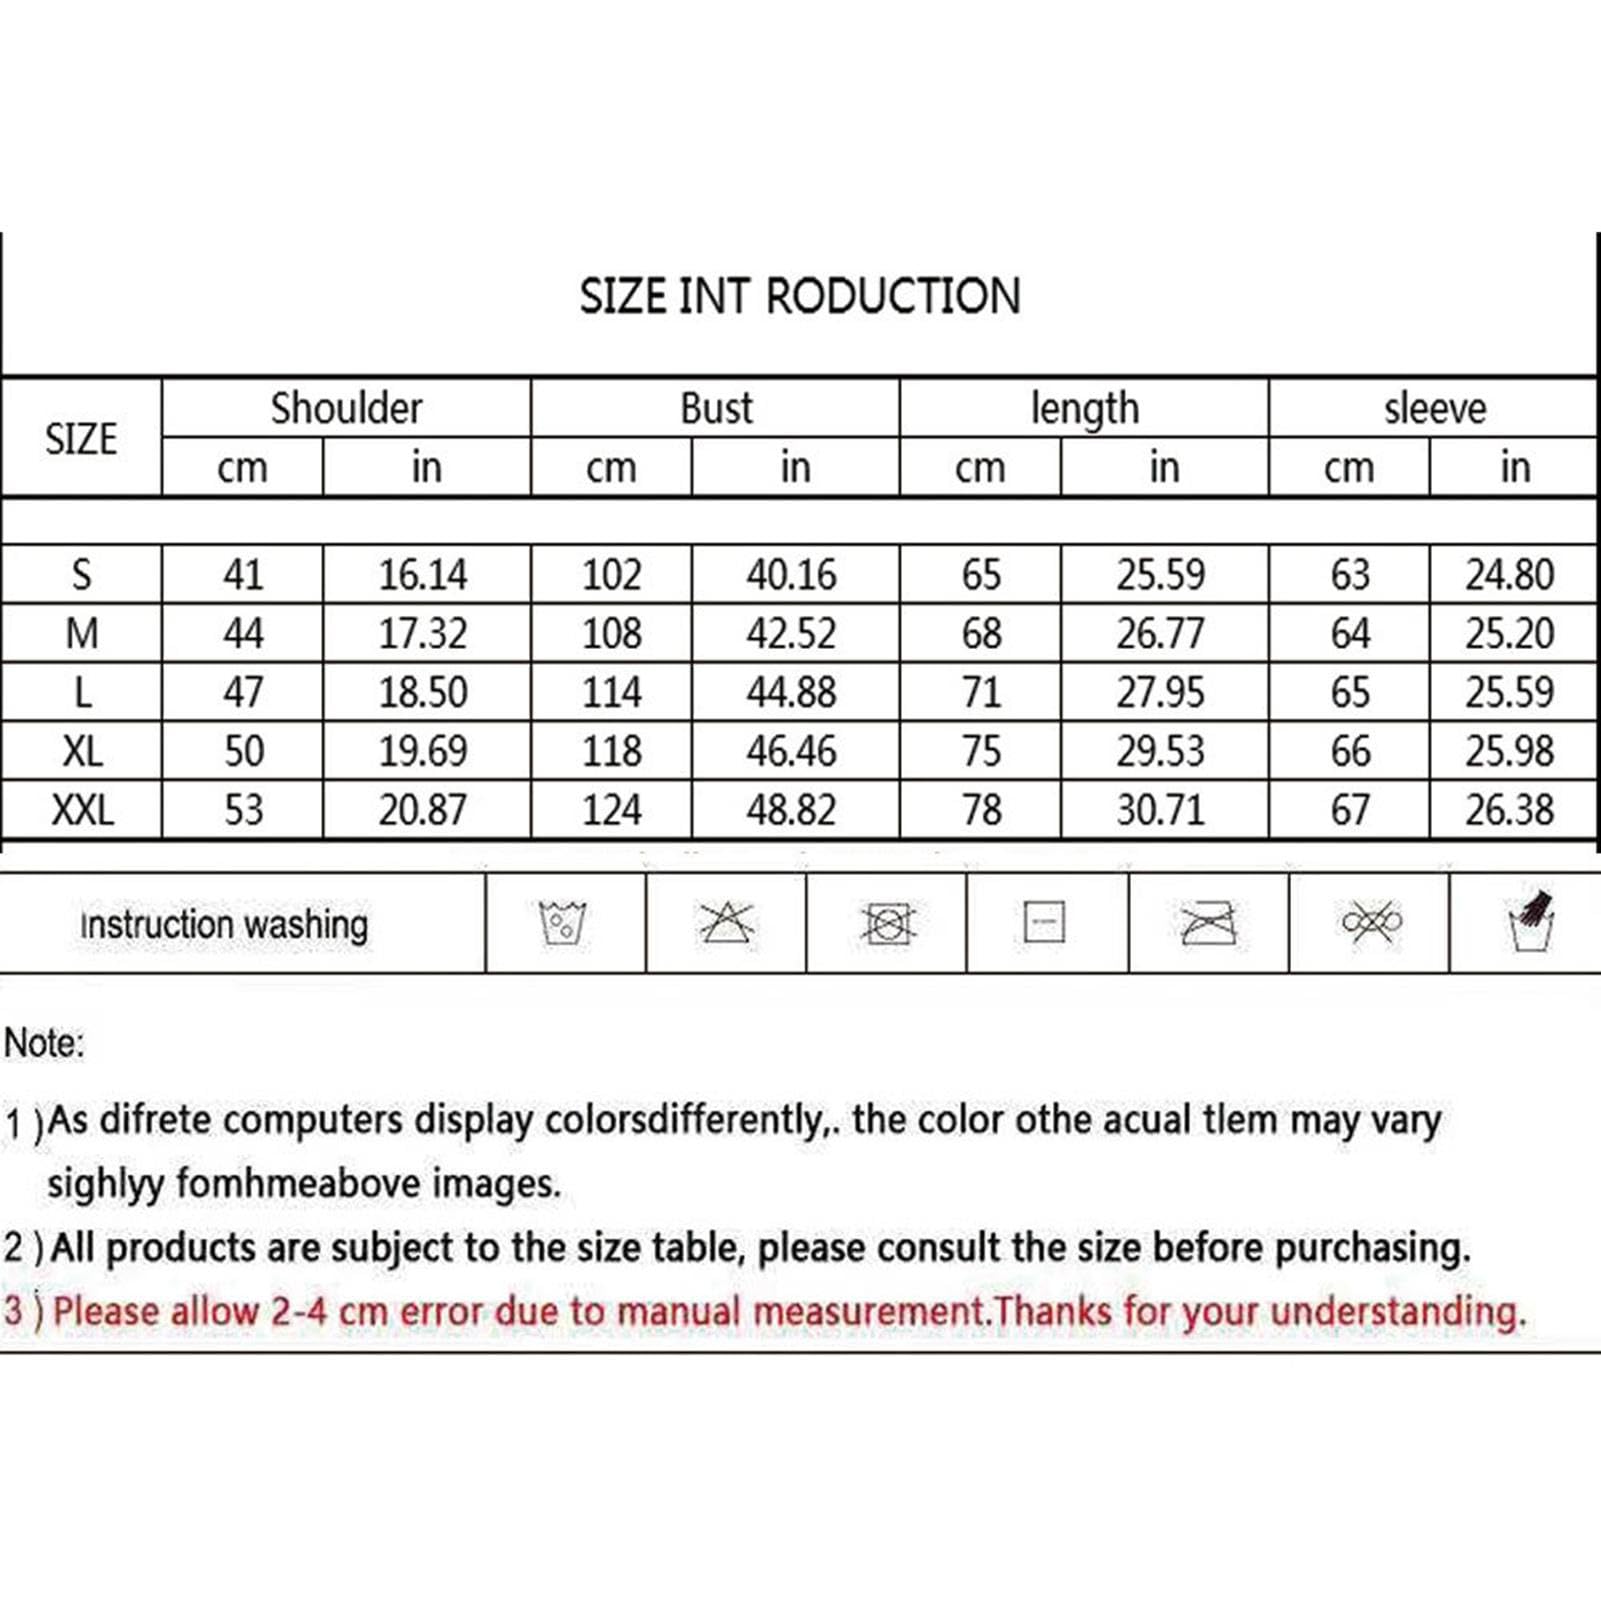 SIZE INT RODUCTION
SIZE Shoulder Bust length sleeve
cm in cm in cm in cm in
S 41 16.14 102 40.16 65 25.59 63 24.80
M 44 17.32 108 42.52 68 26.77 64 25.20
L 47 18.50 114 44.88 71 27.95 65 25.59
XL 50 19.69 118 46.46 75 29.53 66 25.98
XXL 53 20.87 124 48.82 78 30.71 67 26.38
Instruction washing
Note:
1 )As difrete computers display colorsdifferently,. the color othe acual tlem may vary
sighlyy fomhmeabove images.
2 )All products are subject to the size table, please consult the size before purchasing.
3 ) Please allow 2-4 cm error due to manual measurement.Thanks for your understanding.